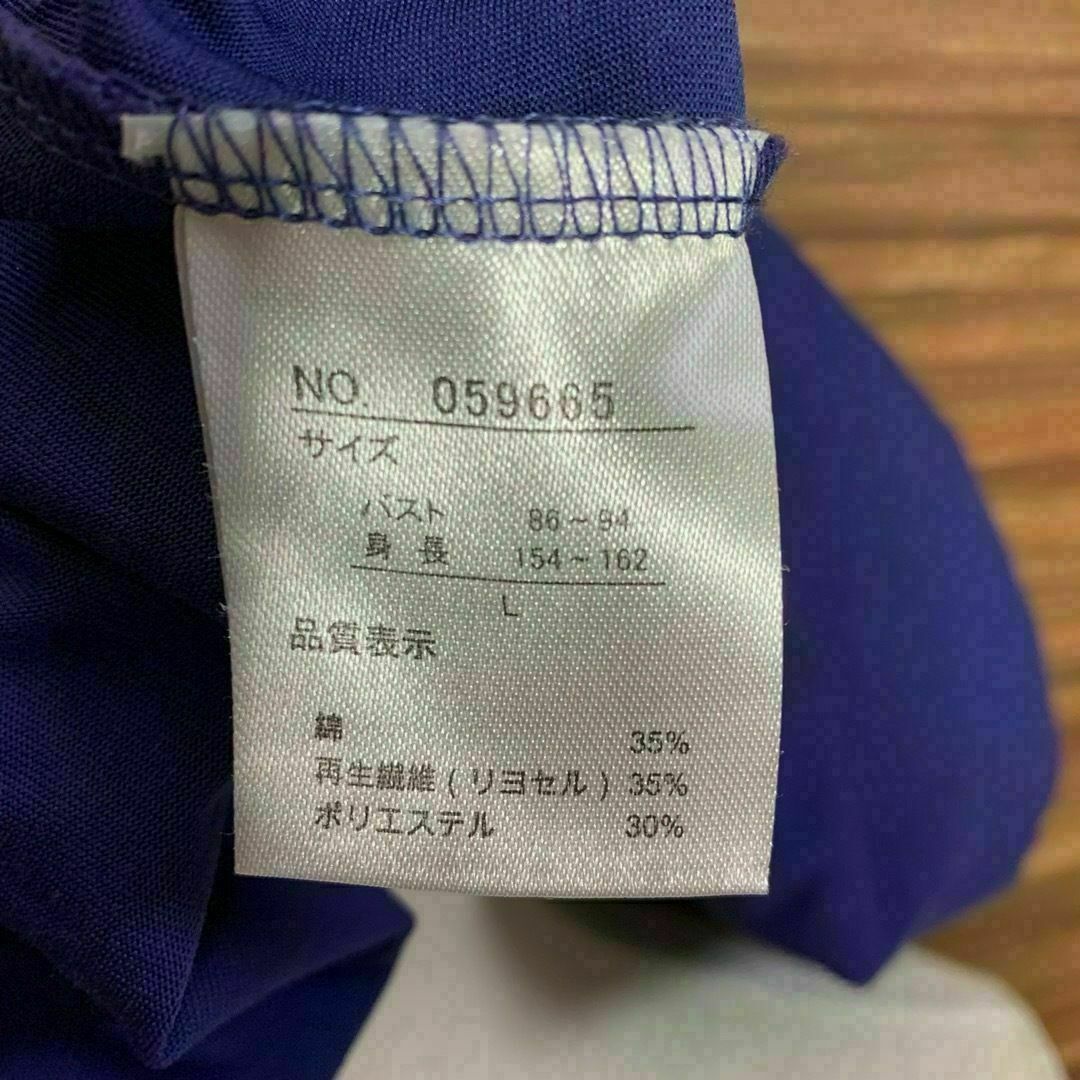 NO. 059665
サイズ
バスト 86～94
身長 154～162
L
品質表示
綿 35%
再生繊維(リヨセル) 35%
ポリエステル 30%